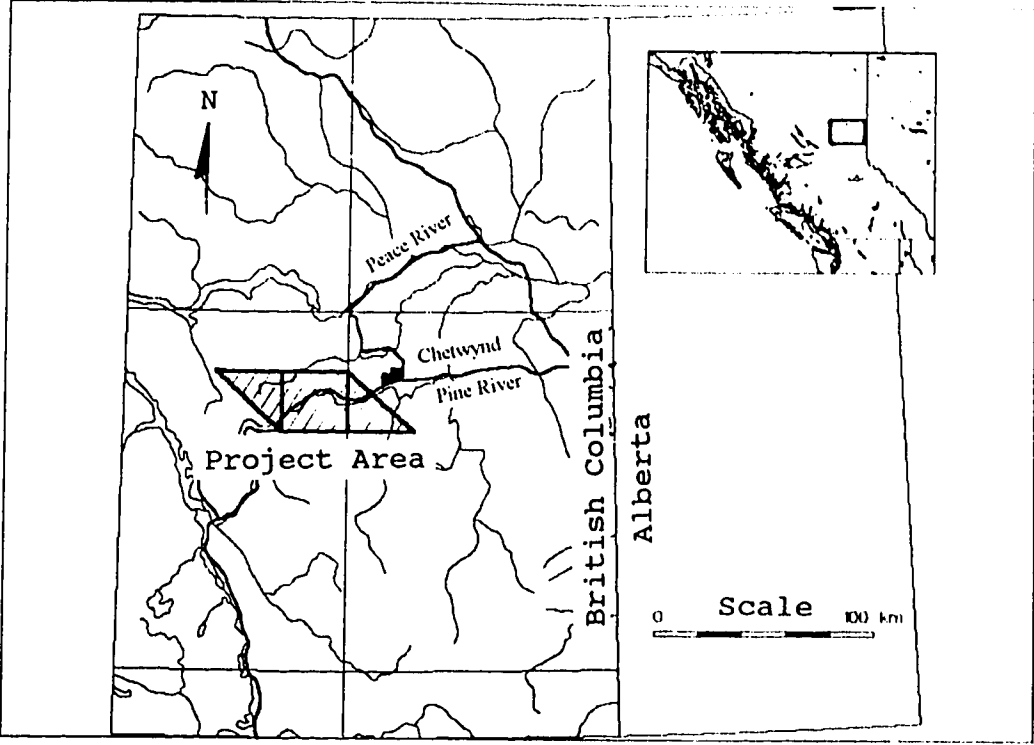 N
Peace River
Chetwynd
Pine River
Project Area
British Columbia
Alberta
Scale
0 100 km